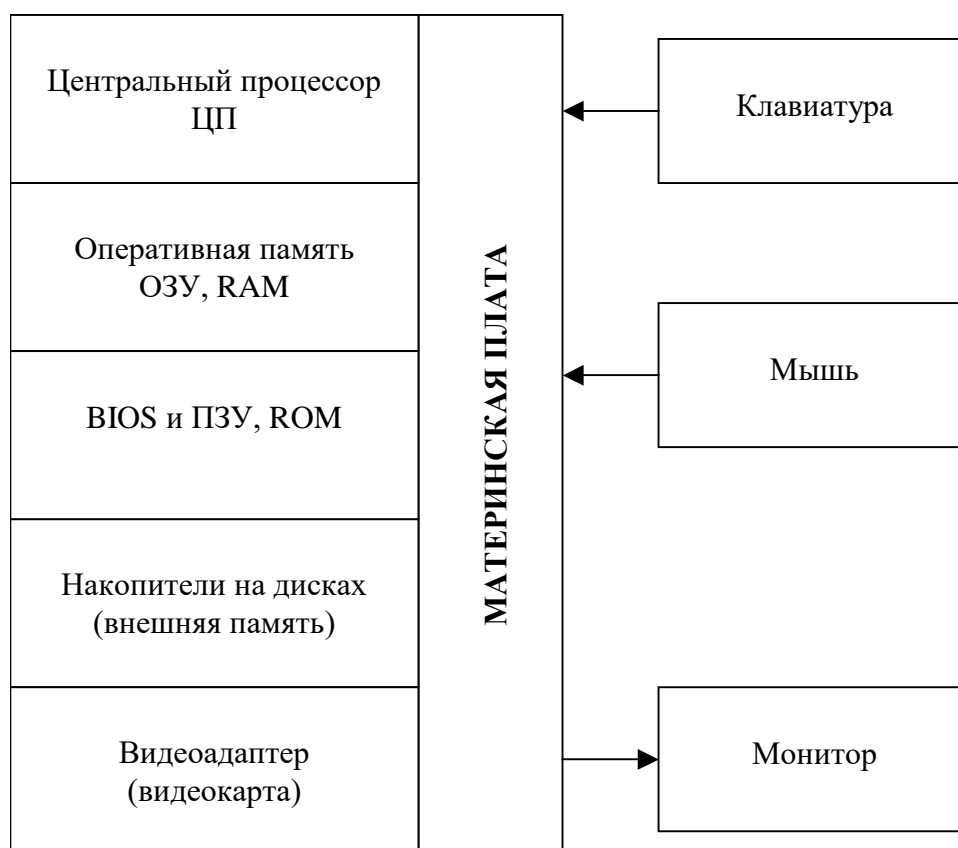 Центральный процессор
ЦП
Оперативная память
ОЗУ, RAM
BIOS и ПЗУ, ROM
Накопители на дисках
(внешняя память)
Видеоадаптер
(видеокарта)
МАТЕРИНСКАЯ ПЛАТА
Клавиатура
Мышь
Монитор